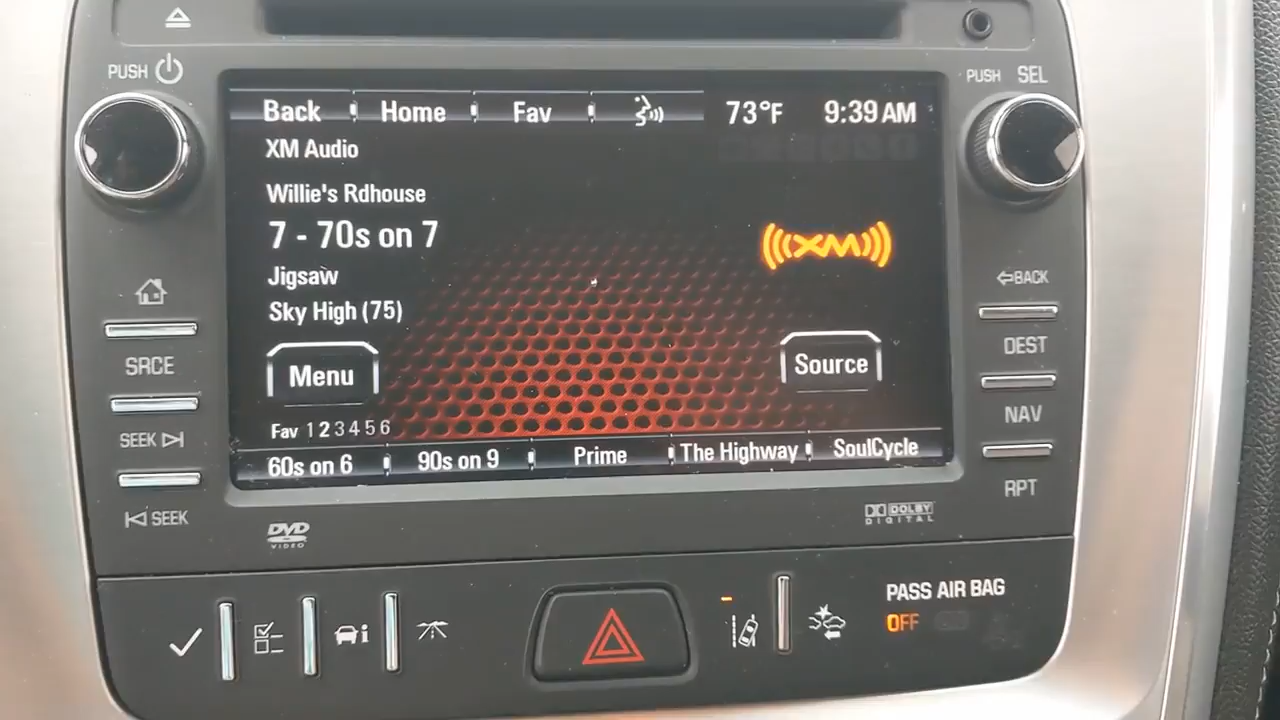 PUSH
PUSH SEL
Back Home Fav 73°F 9:39 AM
XM Audio
Willie's Rdhouse
7 - 70s on 7
XM
Jigsaw
Sky High (75)
Menu
Source
Fav 1 2 3 4 5 6
60s on 6 90s on 9 Prime The Highway SoulCycle
SRCE
SEEK
SEEK
BACK
DEST
NAV
RPT
DVD
VIDEO
DOLBY
DIGITAL
PASS AIR BAG
OFF